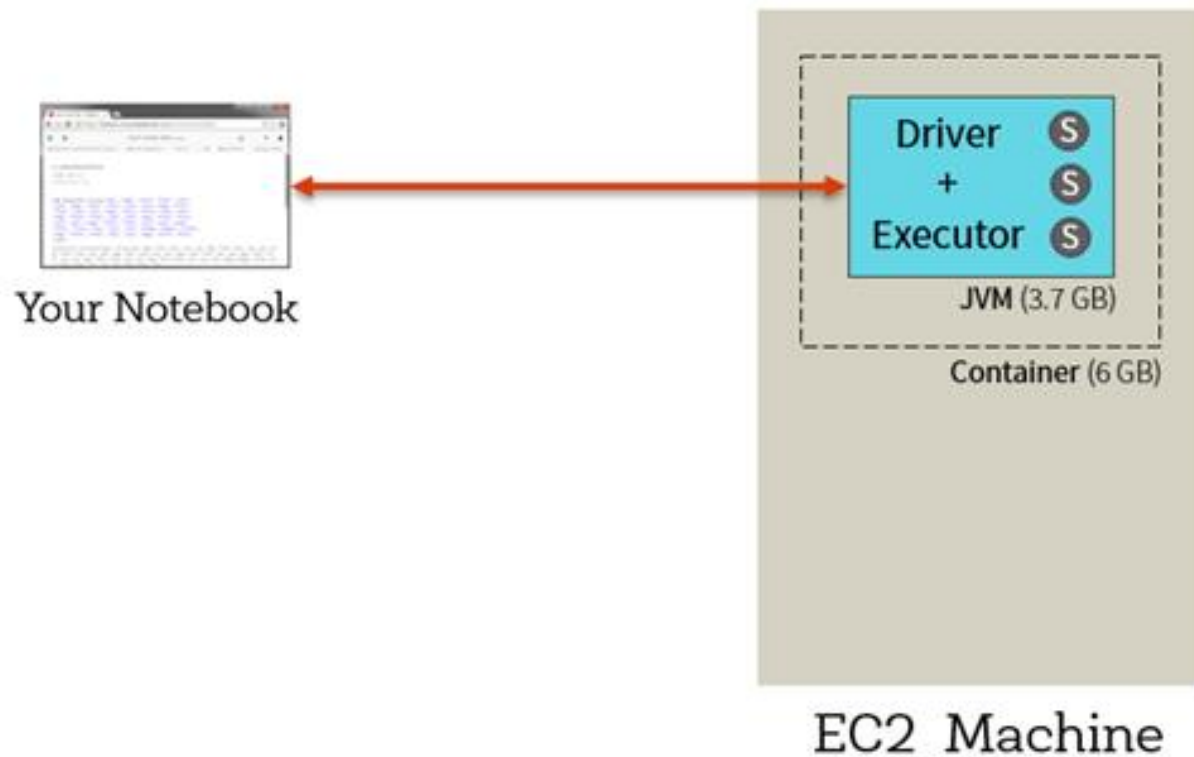 Your Notebook
Driver S
+ S
Executor S
JVM (3.7 GB)
Container (6 GB)
EC2 Machine